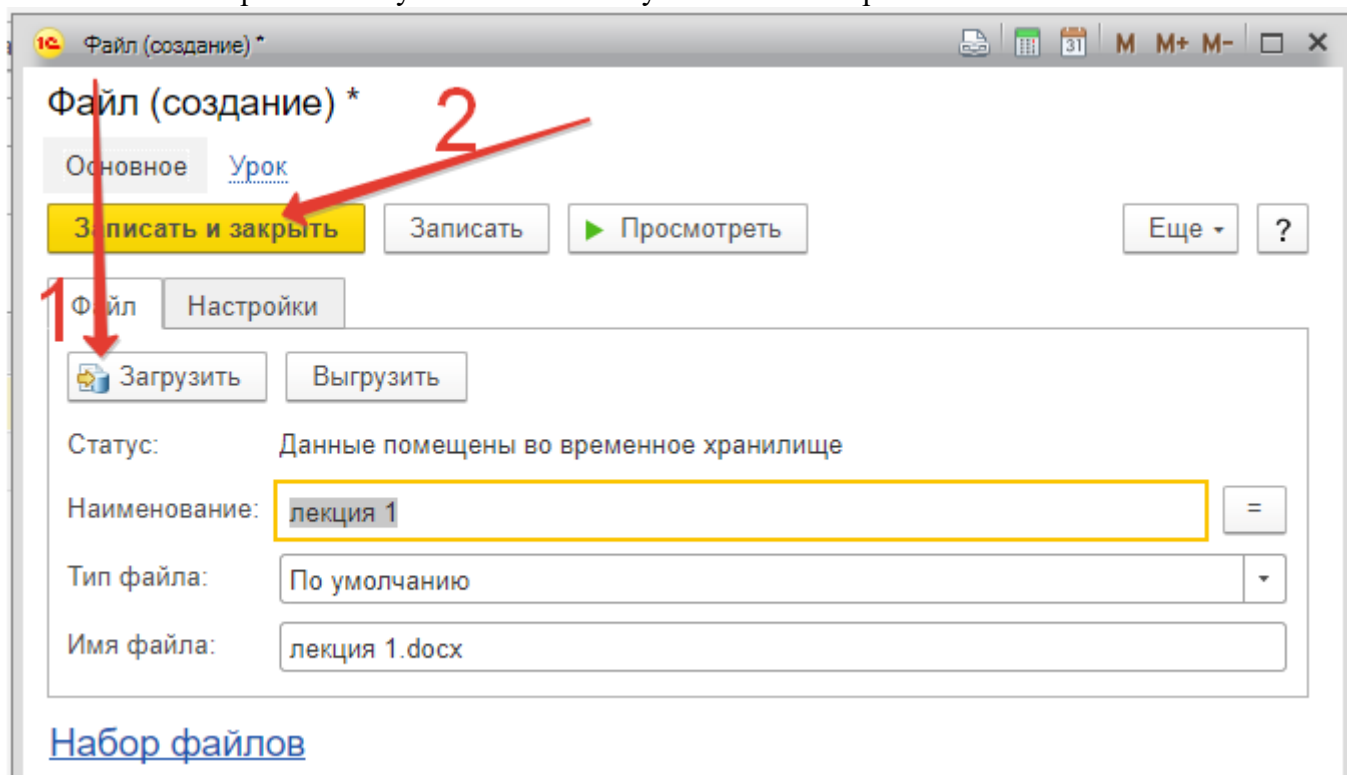 1С Файл (создание) * 31 M M+ M-
Файл (создание) *
2
Основное Урок
Записать и закрыть Записать Просмотреть Еще ?
1
Файл Настройки
Загрузить Выгрузить
Статус: Данные помещены во временное хранилище
Наименование: лекция 1 =
Тип файла: По умолчанию
Имя файла: лекция 1.docx
Набор файлов